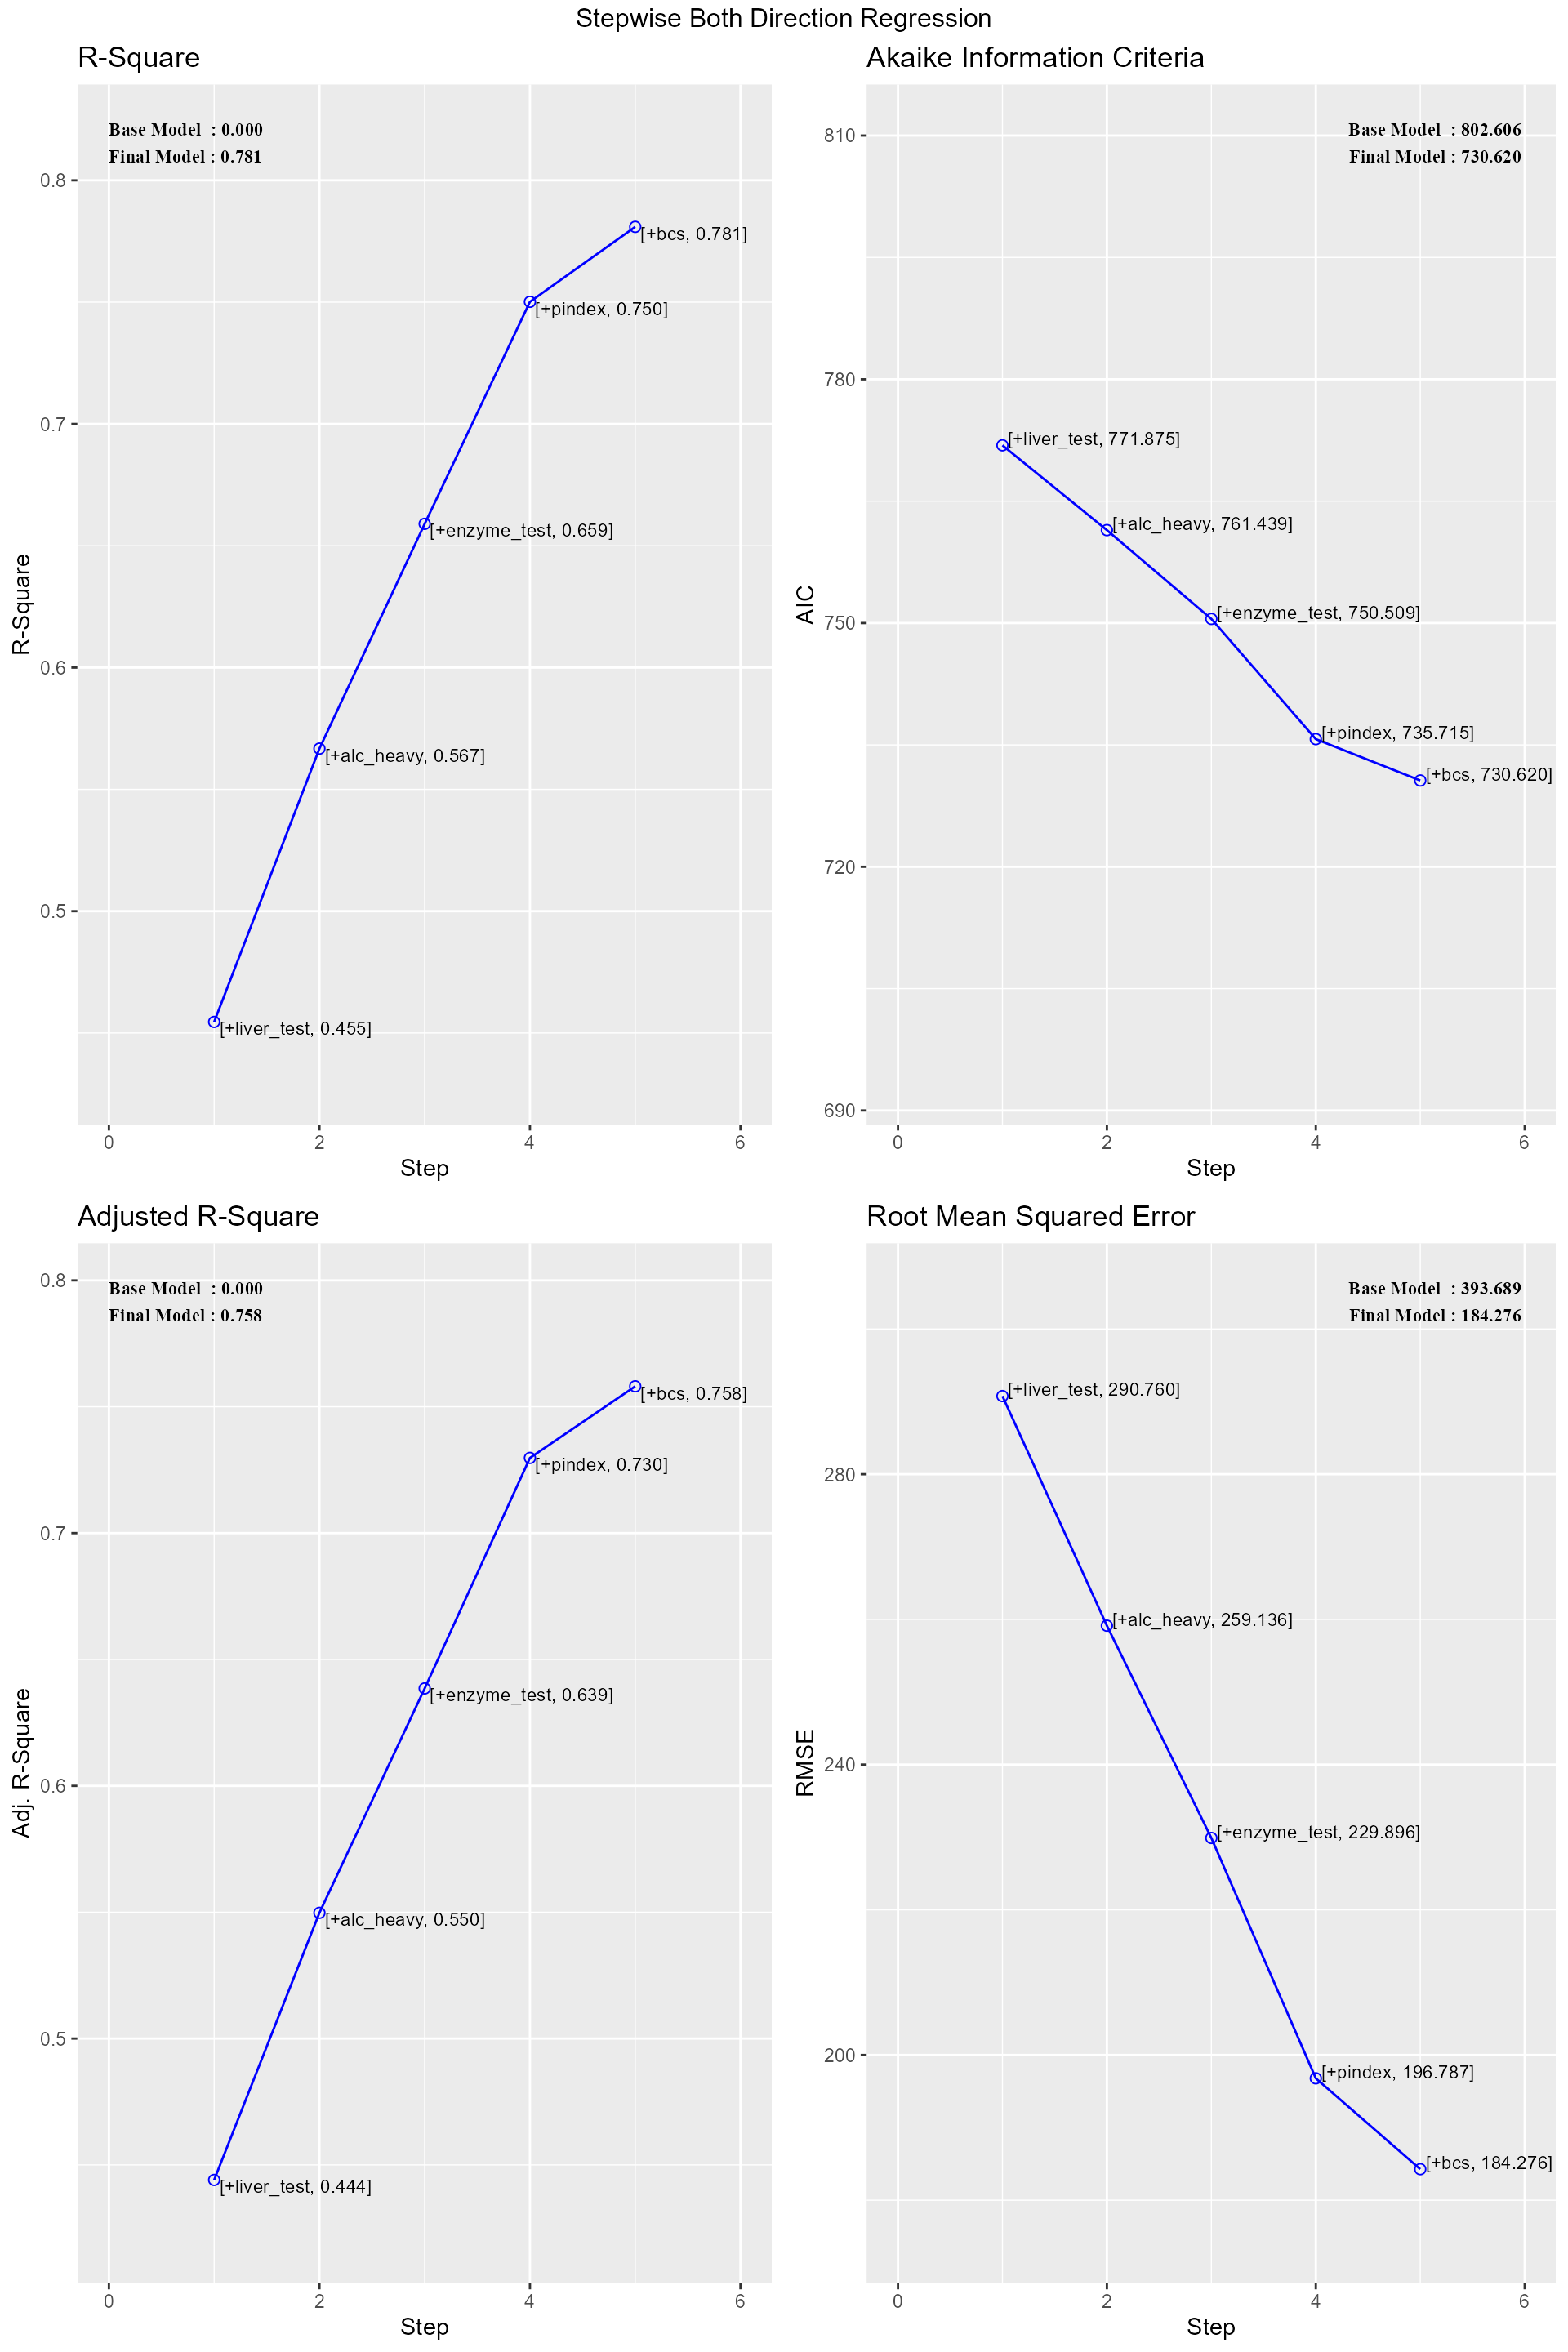 Stepwise Both Direction Regression
R-Square
Base Model : 0.000
Final Model : 0.781
0.8
0.7
0.6
0.5
R-Square
[+bcs, 0.781]
[+pindex, 0.750]
[+enzyme_test, 0.659]
[+alc_heavy, 0.567]
[+liver_test, 0.455]
0 2 4 6
Step
Akaike Information Criteria
Base Model : 802.606
Final Model : 730.620
810
780
750
720
690
AIC
[+liver_test, 771.875]
[+alc_heavy, 761.439]
[+enzyme_test, 750.509]
[+pindex, 735.715]
[+bcs, 730.620]
0 2 4 6
Step
Adjusted R-Square
Base Model : 0.000
Final Model : 0.758
0.8
0.7
0.6
0.5
Adj. R-Square
[+bcs, 0.758]
[+pindex, 0.730]
[+enzyme_test, 0.639]
[+alc_heavy, 0.550]
[+liver_test, 0.444]
0 2 4 6
Step
Root Mean Squared Error
Base Model : 393.689
Final Model : 184.276
280
240
200
RMSE
[+liver_test, 290.760]
[+alc_heavy, 259.136]
[+enzyme_test, 229.896]
[+pindex, 196.787]
[+bcs, 184.276]
0 2 4 6
Step